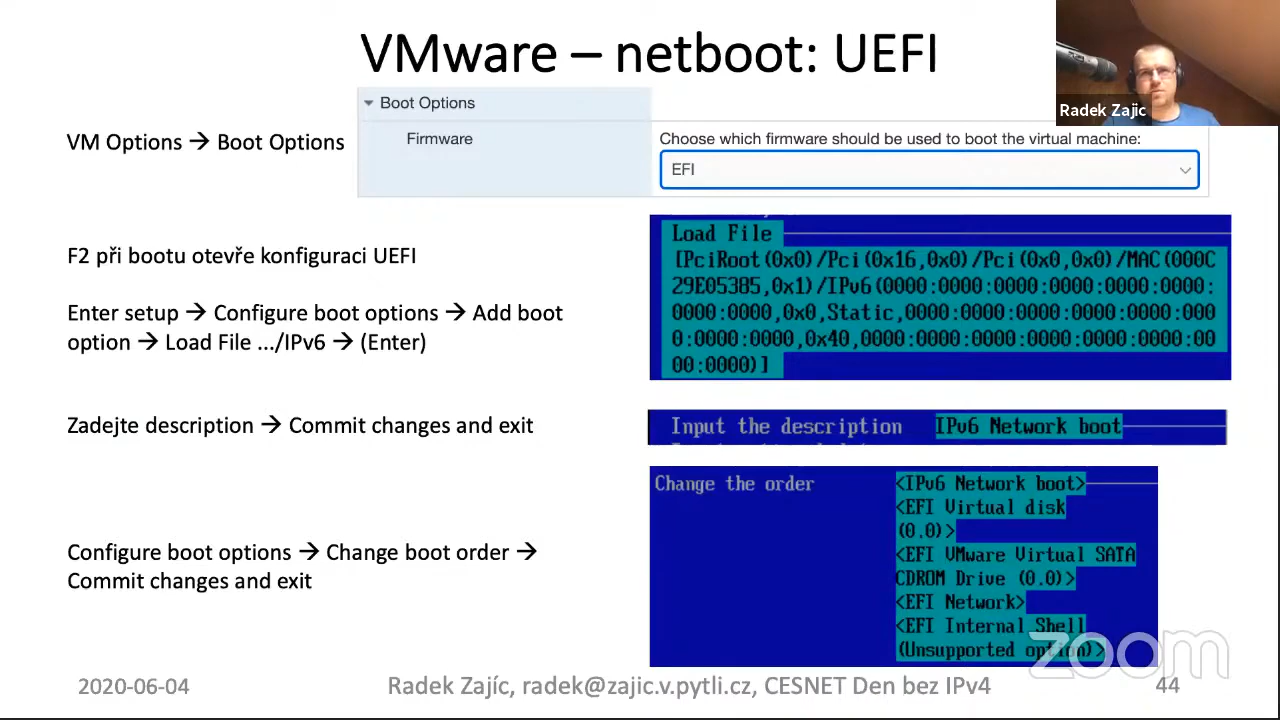 VMware – netboot: UEFI
Radek Zajic
Boot Options
VM Options → Boot Options
Firmware
Choose which firmware should be used to boot the virtual machine:
EFI
F2 při bootu otevře konfiguraci UEFI
Enter setup → Configure boot options → Add boot
option → Load File .../IPv6 → (Enter)
Load File
[PciRoot(0x0)/Pci(0x16,0x0)/Pci(0x0,0x0)/MAC(000C
29E05385,0x1)/IPv6(0000:0000:0000:0000:0000:0000:
0000:0000,0x0,Static,0000:0000:0000:0000:0000:000
0:0000:0000,0x40,0000:0000:0000:0000:0000:0000:00
00:0000)]
Zadejte description → Commit changes and exit
Input the description IPv6 Network boot
Configure boot options → Change boot order →
Commit changes and exit
Change the order
<IPv6 Network boot>
<EFI Virtual disk
(0.0)>
<EFI VMware Virtual SATA
CDROM Drive (0.0)>
<EFI Network>
<EFI Internal Shell
(Unsupported option)>
zoom
2020-06-04
Radek Zajíc, radek@zajic.v.pytli.cz, CESNET Den bez IPv4
44